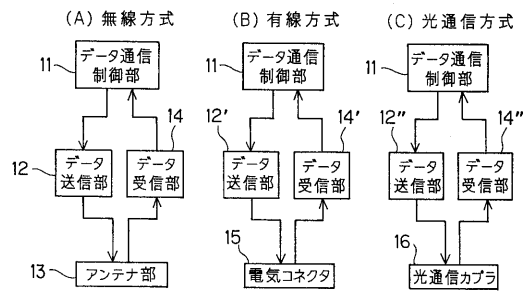 (A) 無線方式
(B) 有線方式
(C) 光通信方式
11
データ通信
制御部
11
データ通信
制御部
11
データ通信
制御部
12
データ
送信部
14
データ
受信部
12'
データ
送信部
14'
データ
受信部
12"
データ
送信部
14"
データ
受信部
13
アンテナ部
15
電気コネクタ
16
光通信カプラ